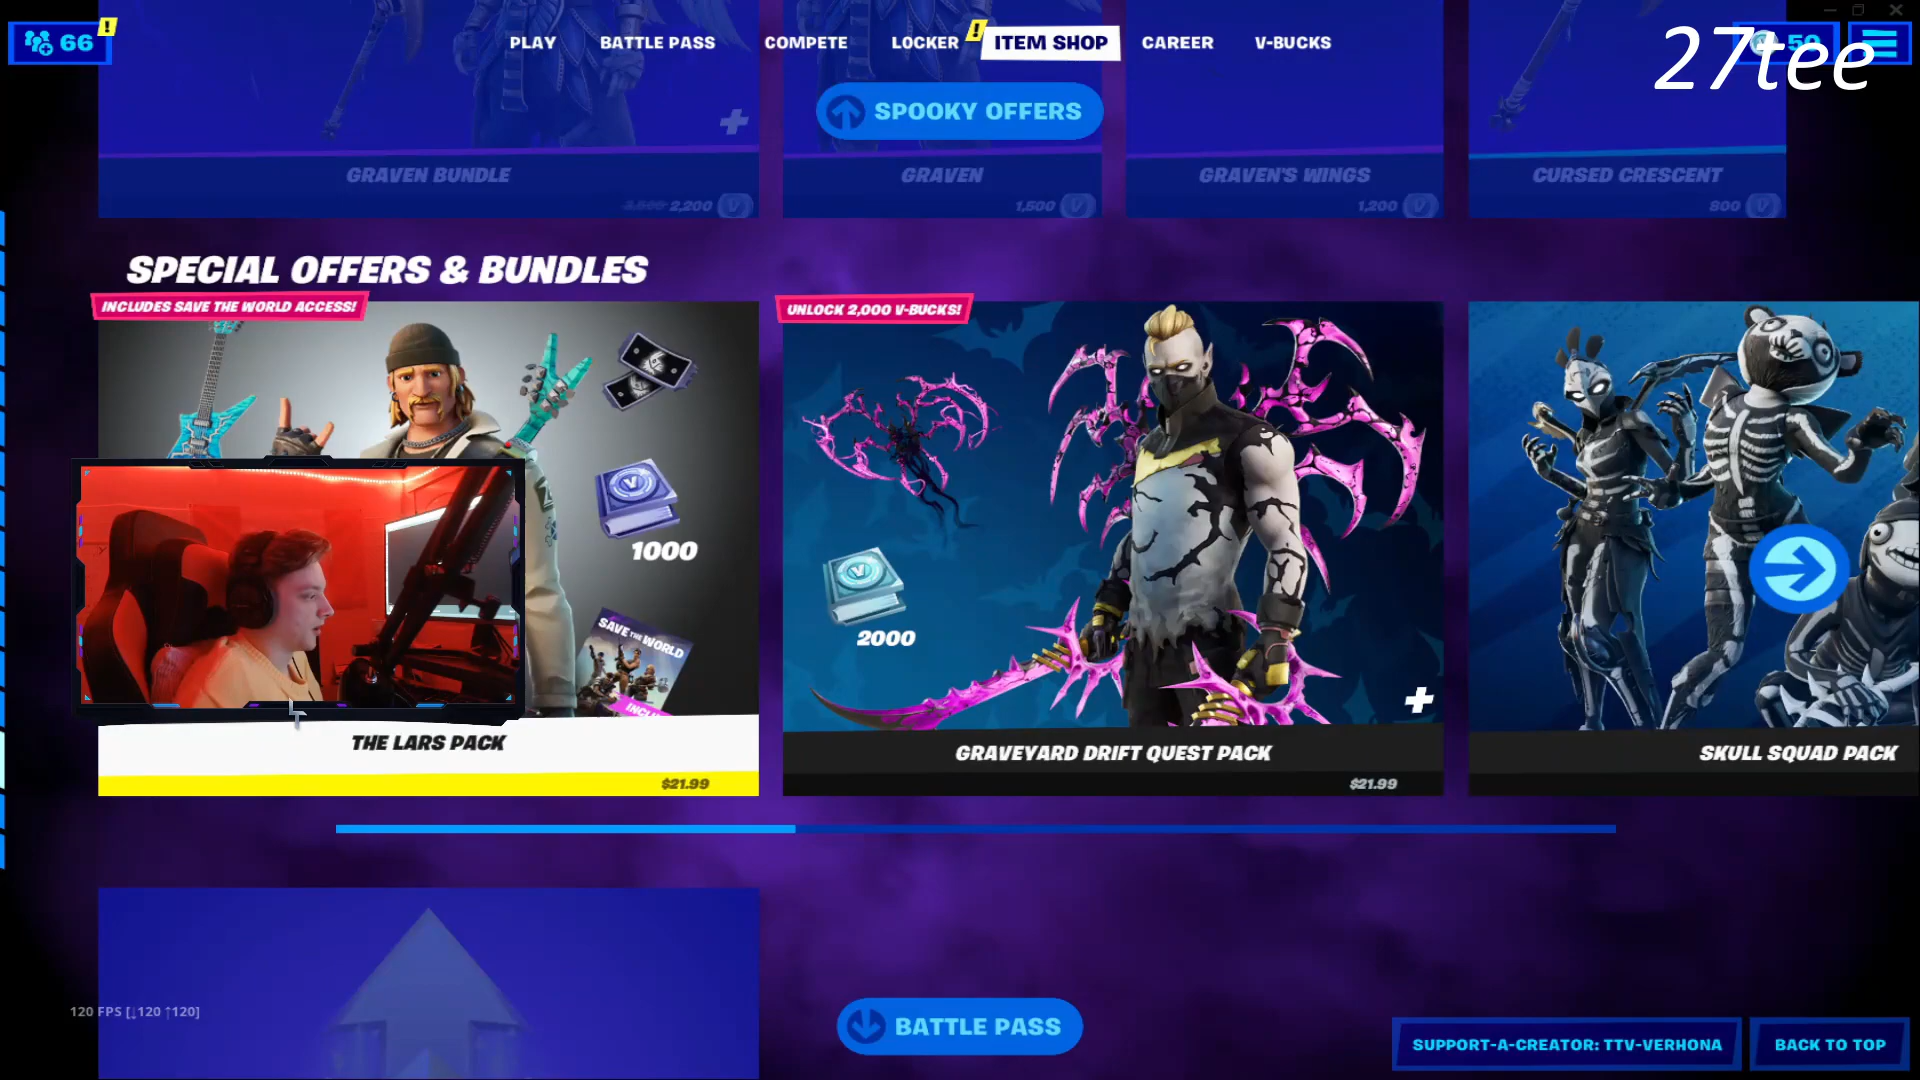 66
!
PLAY
BATTLE PASS
COMPETE
LOCKER
!
ITEM SHOP
CAREER
V-BUCKS
50
27tee
SPOOKY OFFERS
GRAVEN BUNDLE
2,200
GRAVEN
1,500
GRAVEN'S WINGS
1,200
CURSED CRESCENT
800
SPECIAL OFFERS & BUNDLES
INCLUDES SAVE THE WORLD ACCESS!
1000
SAVE THE WORLD
THE LARS PACK
$21.99
UNLOCK 2,000 V-BUCKS!
2000
GRAVEYARD DRIFT QUEST PACK
$21.99
SKULL SQUAD PACK
120 FPS [↓120 ↑120]
BATTLE PASS
SUPPORT-A-CREATOR: TTV-VERHONA
BACK TO TOP